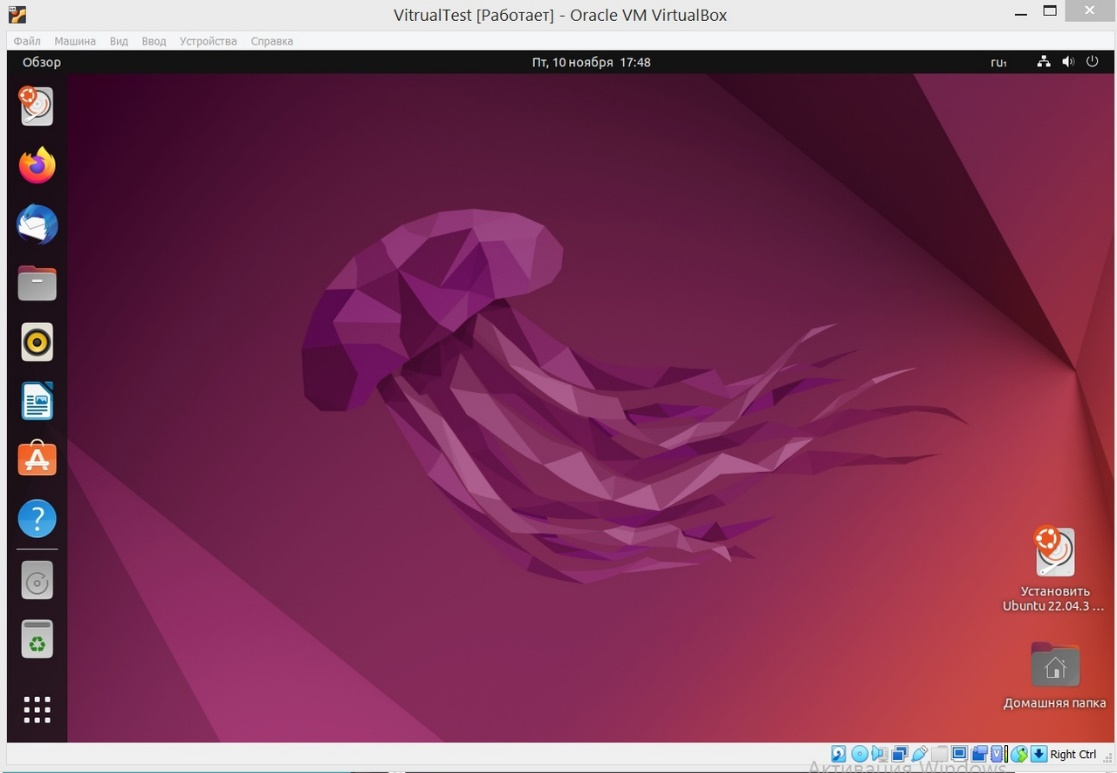 VitrualTest [Работает] - Oracle VM VirtualBox
Файл Машина Вид Ввод Устройства Справка
Обзор Пт, 10 ноября 17:48 ru₁
Установить
Ubuntu 22.04.3 ...
Домашняя папка
Right Ctrl
Активация Windows